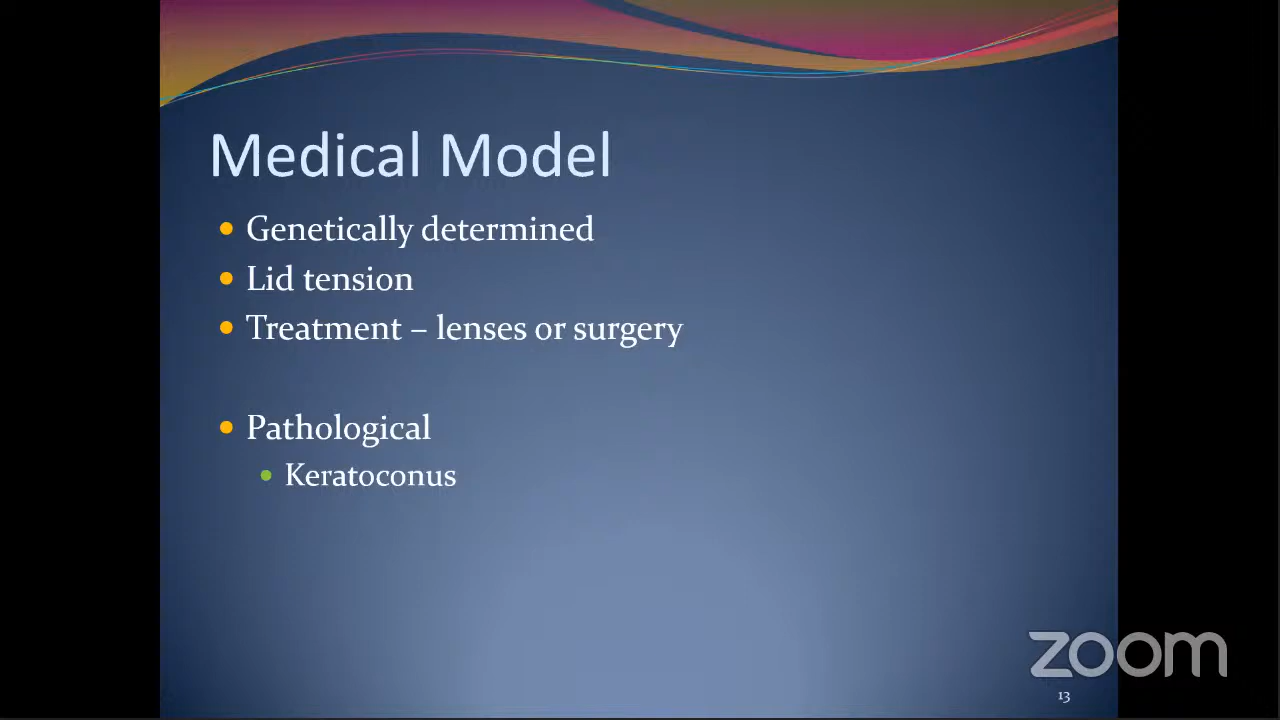 Medical Model
Genetically determined
Lid tension
Treatment – lenses or surgery
Pathological
Keratoconus
zoom
13